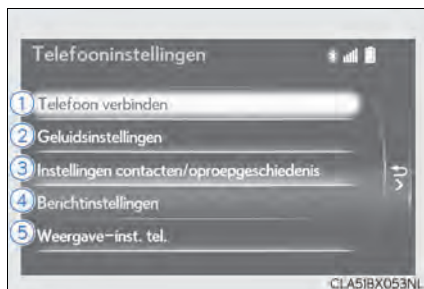 Telefooninstellingen
1 Telefoon verbinden
2 Geluidsinstellingen
3 Instellingen contacten/oproepgeschiedenis
4 Berichtinstellingen
5 Weergave-inst. tel.
CLA51BX053NL